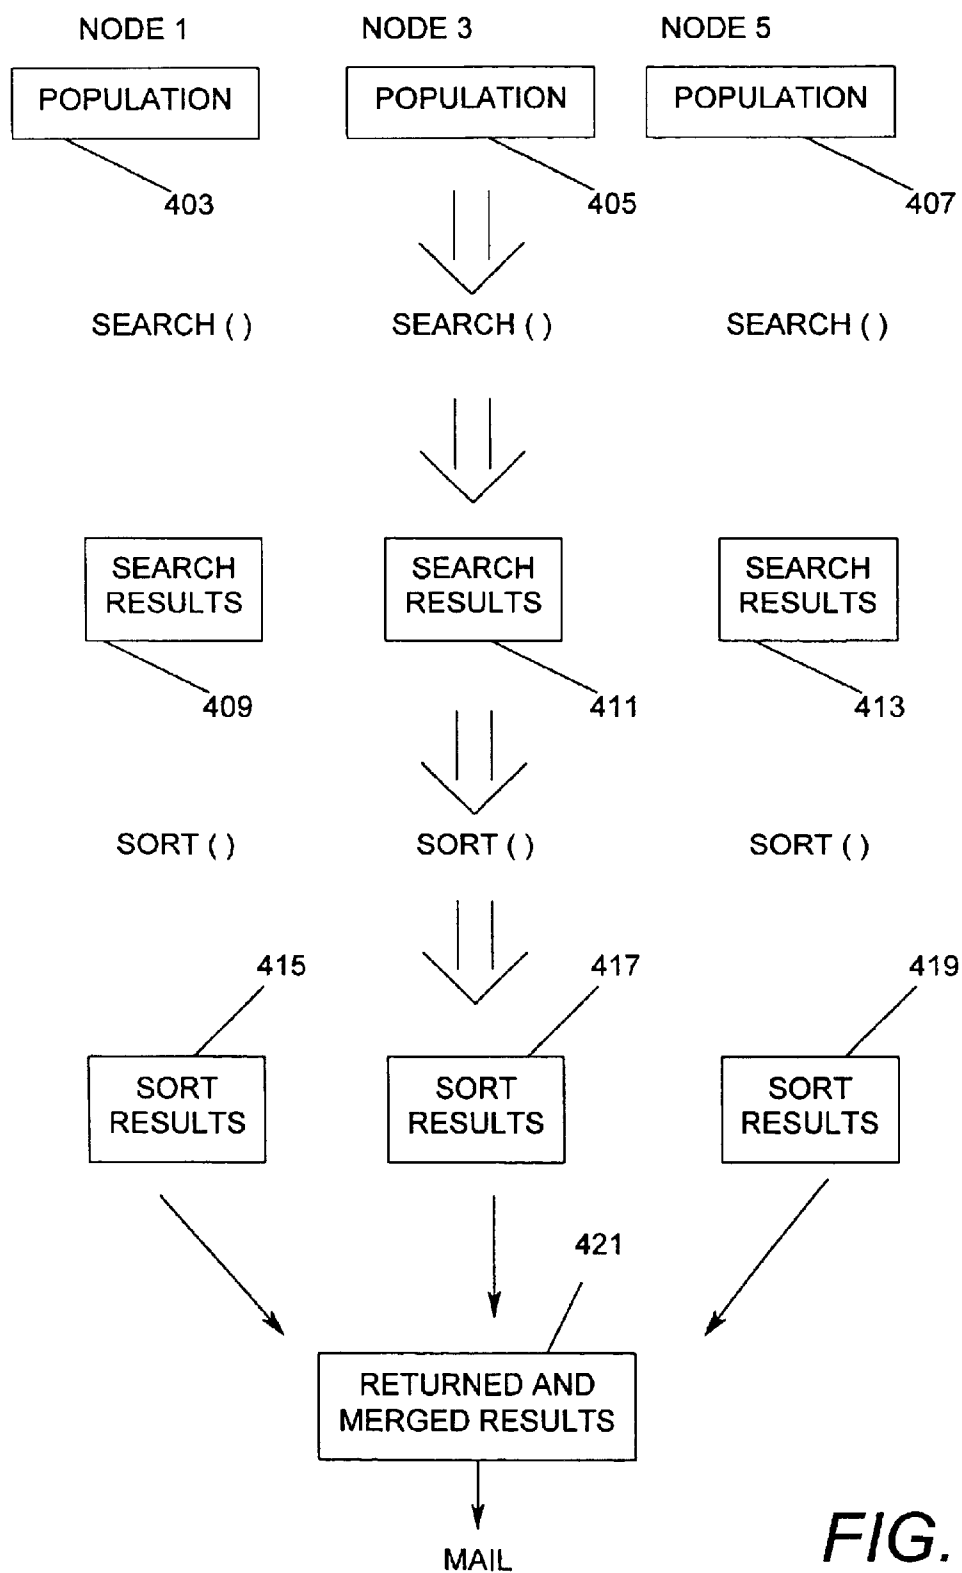 NODE 1 NODE 3 NODE 5
POPULATION POPULATION POPULATION
403 405 407
SEARCH ( ) SEARCH ( ) SEARCH ( )
SEARCH RESULTS
SEARCH RESULTS
SEARCH RESULTS
409 411 413
SORT ( ) SORT ( ) SORT ( )
415 417 419
SORT
RESULTS
SORT
RESULTS
SORT
RESULTS
421
RETURNED AND
MERGED RESULTS
MAIL
FIG.